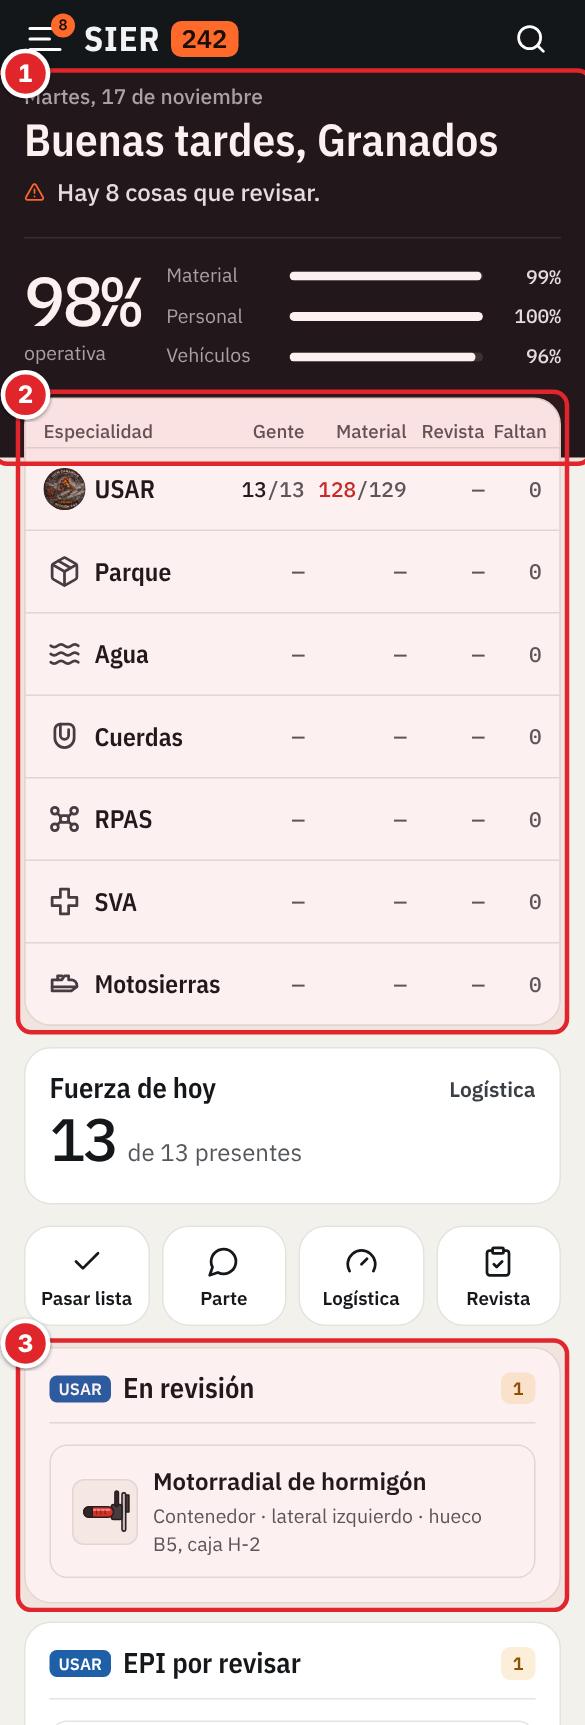 8
SIER 242
1
Martes, 17 de noviembre
Buenas tardes, Granados
Hay 8 cosas que revisar.
98%
operativa
Material 99%
Personal 100%
Vehículos 96%
2
Especialidad Gente Material Revista Faltan
USAR 13/13 128/129 — 0
Parque — — — 0
Agua — — — 0
Cuerdas — — — 0
RPAS — — — 0
SVA — — — 0
Motosierras — — — 0
Fuerza de hoy Logística
13 de 13 presentes
Pasar lista Parte Logística Revista
3
USAR En revisión 1
Motorradial de hormigón
Contenedor · lateral izquierdo · hueco
B5, caja H-2
USAR EPI por revisar 1